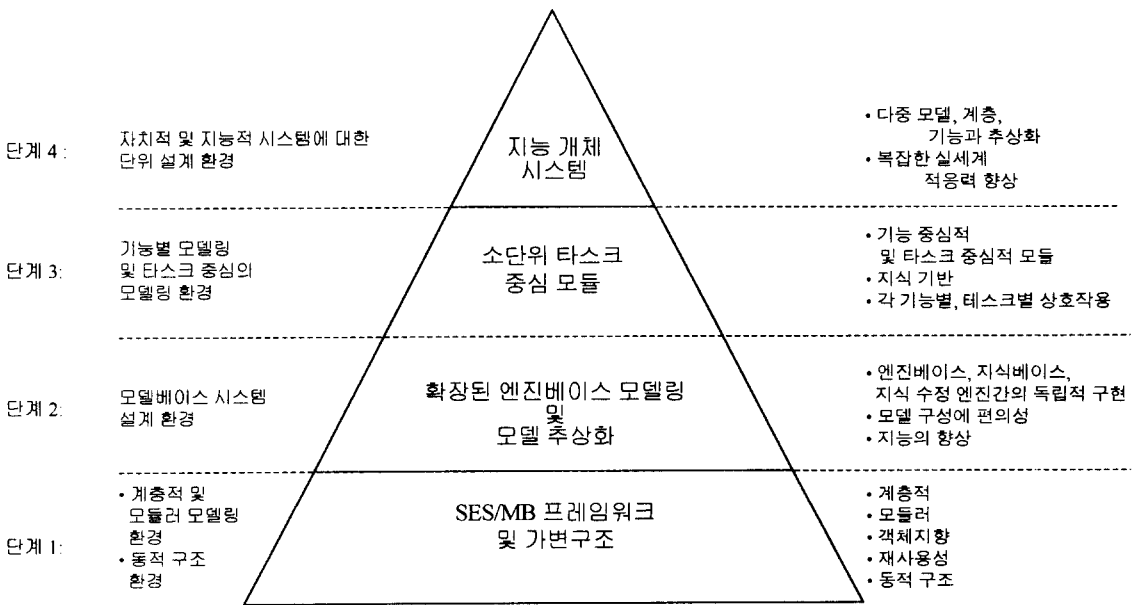 단계 4 :
자치적 및 지능적 시스템에 대한
단위 설계 환경
지능 개체
시스템
• 다중 모델, 계층,
기능과 추상화
• 복잡한 실세계
적응력 향상
단계 3:
기능별 모델링
및 타스크 중심의
모델링 환경
소단위 타스크
중심 모듈
• 기능 중심적
및 타스크 중심적 모듈
• 지식 기반
• 각 기능별, 테스크별 상호작용
단계 2:
모델베이스 시스템
설계 환경
확장된 엔진베이스 모델링
및
모델 추상화
• 엔진베이스, 지식베이스,
지식 수정 엔진간의 독립적 구현
• 모델 구성에 편의성
• 지능의 향상
단계 1:
• 계층적 및
모듈러 모델링
환경
• 동적 구조
환경
SES/MB 프레임워크
및 가변구조
• 계층적
• 모듈러
• 객체지향
• 재사용성
• 동적 구조